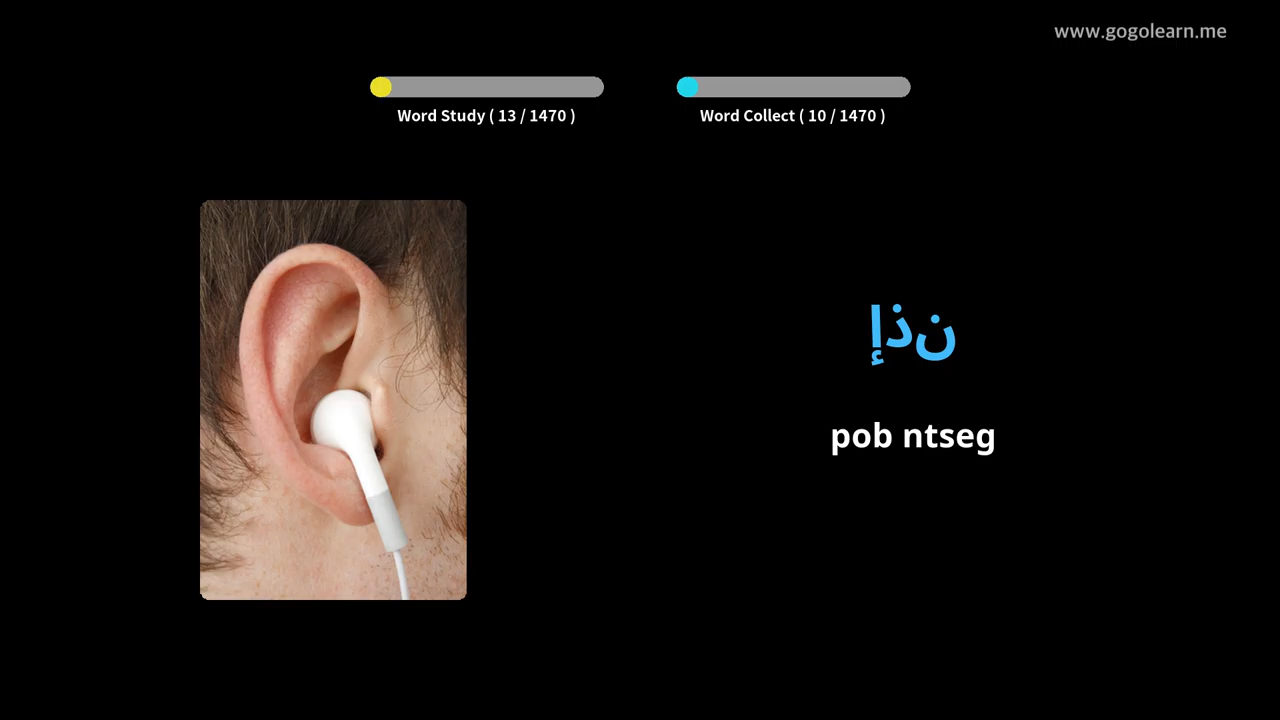 www.gogolearn.me
Word Study ( 13 / 1470 )
Word Collect ( 10 / 1470 )
إذن
pob ntseg